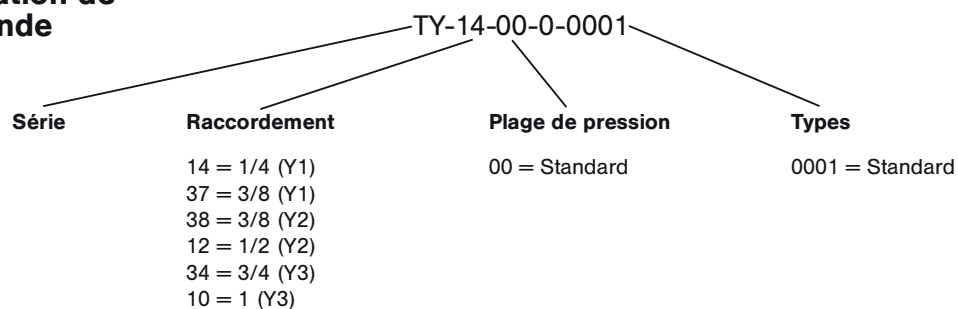 de
TY-14-00-0-0001
Série Raccordement Plage de pression Types
14 = 1/4 (Y1) 00 = Standard 0001 = Standard
37 = 3/8 (Y1)
38 = 3/8 (Y2)
12 = 1/2 (Y2)
34 = 3/4 (Y3)
10 = 1 (Y3)